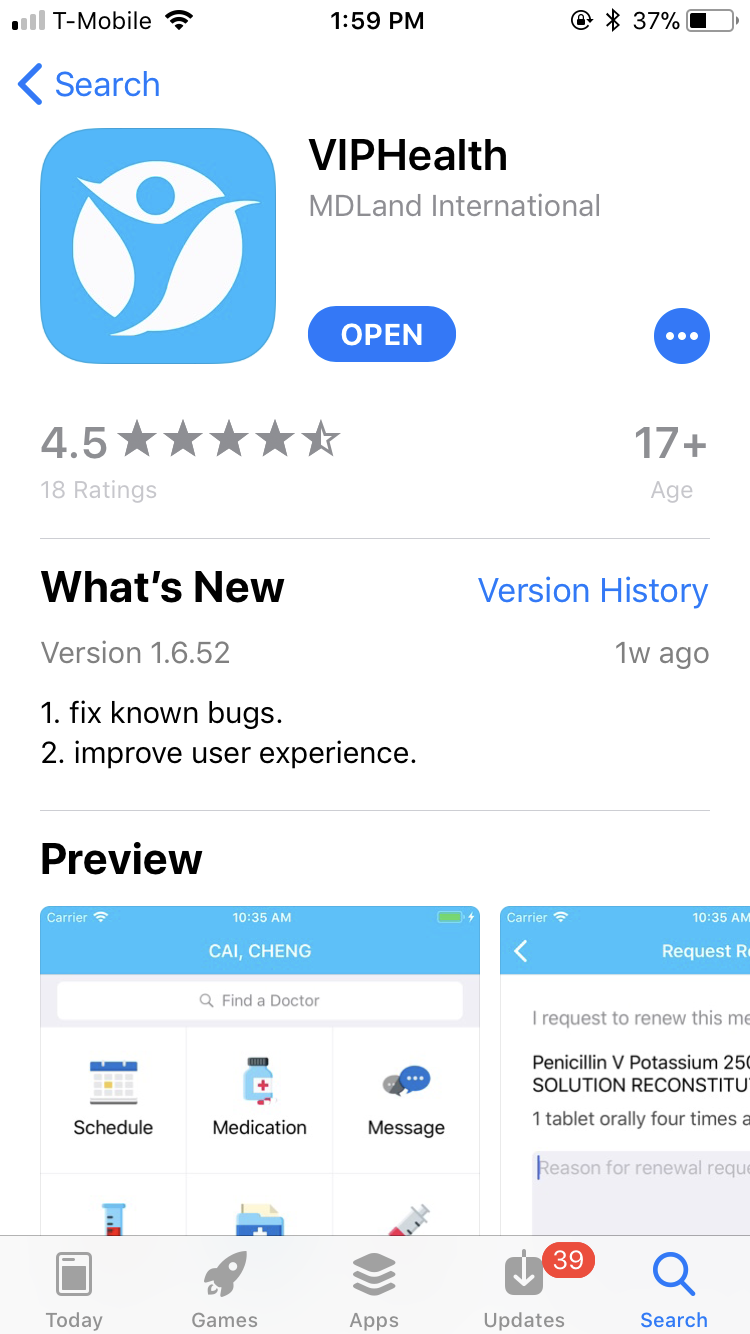 T-Mobile 1:59 PM 37%
Search
VIPHealth
MDLand International
OPEN
4.5 17+
18 Ratings Age
What's New Version History
Version 1.6.52 1w ago
1. fix known bugs.
2. improve user experience.
Preview
Carrier 10:35 AM
CAI, CHENG
Find a Doctor
Schedule Medication Message
Carrier 10:35 AM
Request R
I request to renew this me
Penicillin V Potassium 250
SOLUTION RECONSTITU
1 tablet orally four times a
Reason for renewal reque
39
Today Games Apps Updates Search